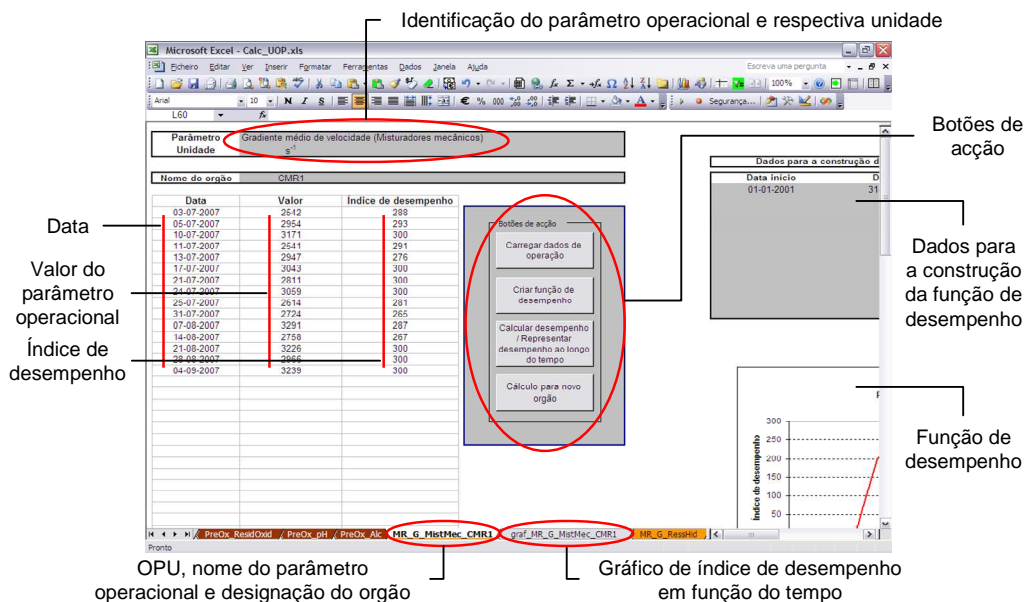 Identificação do parâmetro operacional e respectiva unidade
Microsoft Excel - Calc_UOP.xls
Ficheiro Editar Ver Inserir Formatar Ferramentas Dados Janela Ajuda
Escreva uma pergunta
100%
Arial 10 N I S € % 000 Segurança...
L60 fx
Parâmetro Gradiente médio de velocidade (Misturadores mecânicos)
Unidade s-1
Nome do orgão CMR1
Data Valor Índice de desempenho
03-07-2007 2642 288
05-07-2007 2954 293
10-07-2007 3171 300
11-07-2007 2541 291
13-07-2007 2947 276
17-07-2007 3043 300
21-07-2007 2811 300
24-07-2007 3059 300
25-07-2007 2614 281
31-07-2007 2724 265
07-08-2007 3291 287
14-08-2007 2758 267
21-08-2007 3226 300
28-08-2007 2966 300
04-09-2007 3239 300
Botões de acção
Carregar dados de
operação
Criar função de
desempenho
Calcular desempenho
/ Representar
desempenho ao longo
do tempo
Cálculo para novo
orgão
Dados para a construção d
Data início D
01-01-2001 31
Índice de desempenho
300
250
200
150
100
50
PreOx_ResidOxid / PreOx_pH / PreOx_Alc MR_G_MistMec_CMR1 graf_MR_G_MistMec_CMR1 MR_G_RessHid
Pronto
Data
Valor do
parâmetro
operacional
Índice de
desempenho
Botões de
acção
Dados para
a construção
da função de
desempenho
Função de
desempenho
OPU, nome do parâmetro
operacional e designação do orgão
Gráfico de índice de desempenho
em função do tempo